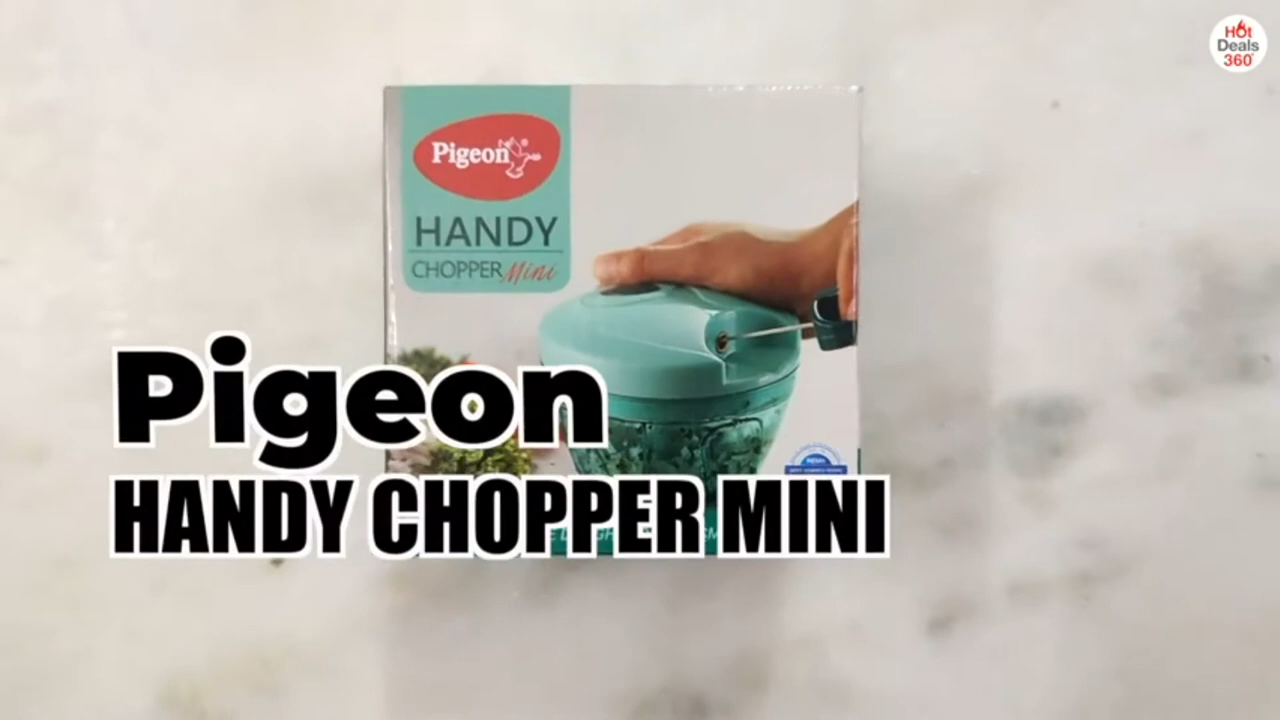 Hot
Deals
360°
Pigeon
HANDY
CHOPPER Mini
Pigeon
HANDY CHOPPER MINI